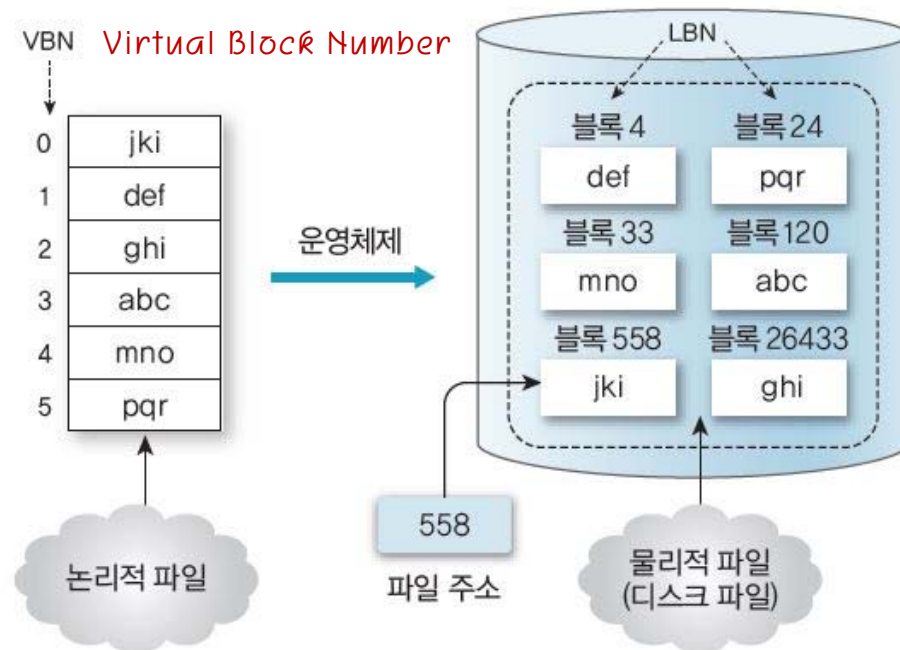 VBN Virtual Block Number
0 jki
1 def
2 ghi
3 abc
4 mno
5 pqr
논리적 파일
운영체제
LBN
블록 4 블록 24
def pqr
블록 33 블록 120
mno abc
블록 558 블록 26433
jki ghi
558
파일 주소
물리적 파일
(디스크 파일)